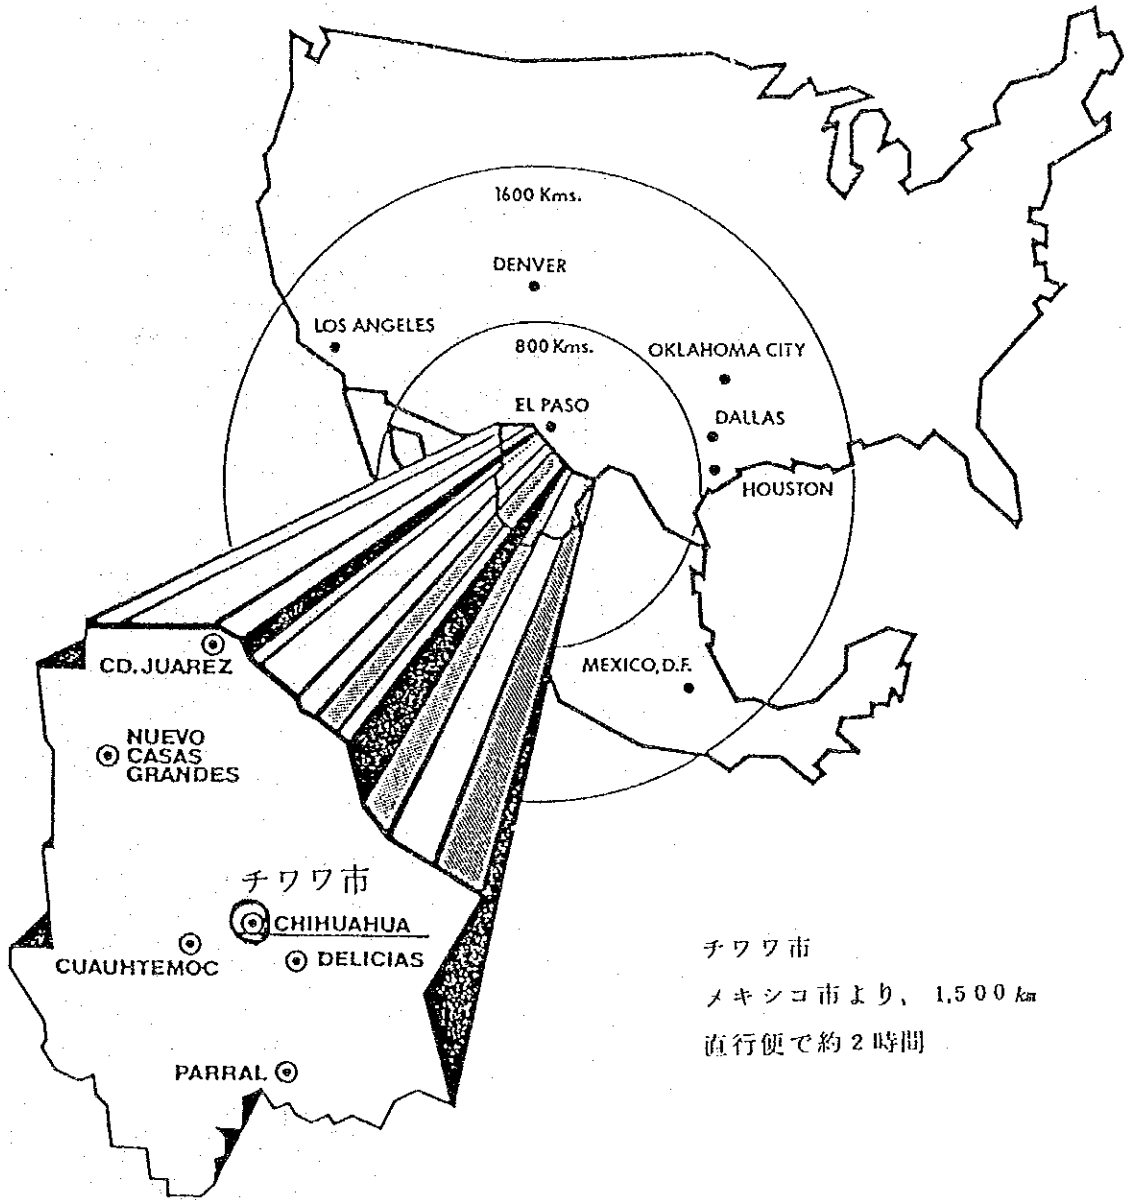 1600 Kms.
DENVER
LOS ANGELES
800 Kms.
OKLAHOMA CITY
EL PASO
DALLAS
HOUSTON
MEXICO, D.F.
CD. JUAREZ
NUEVO
CASAS
GRANDES
チワワ市
CHIHUAHUA
CUAUHTEMOC
DELICIAS
PARRAL
チワワ市
メキシコ市より、1,500km
直行便で約2時間